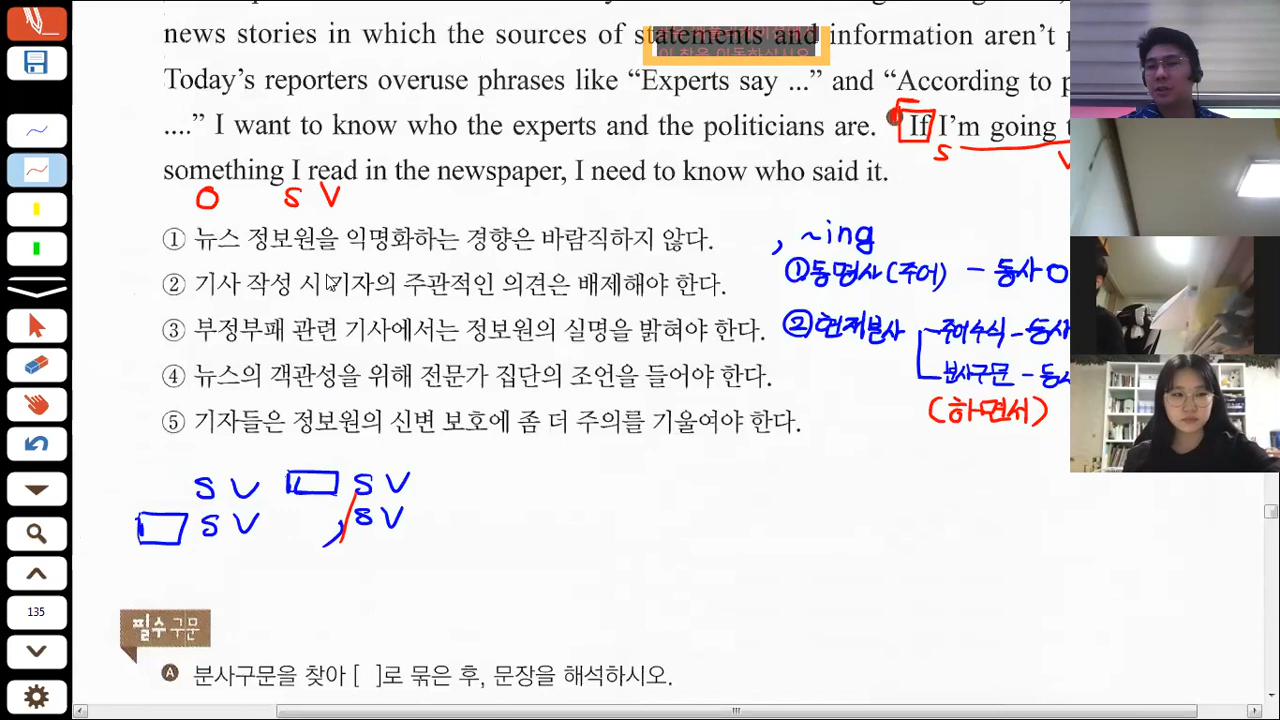 news stories in which the sources of statements and information aren't p
Today's reporters overuse phrases like “Experts say ...” and “According to p
....” I want to know who the experts and the politicians are. If I'm going t
S
something I read in the newspaper, I need to know who said it.
O S V
① 뉴스 정보원을 익명화하는 경향은 바람직하지 않다.
② 기사 작성 시 기자의 주관적인 의견은 배제해야 한다.
③ 부정부패 관련 기사에서는 정보원의 실명을 밝혀야 한다.
④ 뉴스의 객관성을 위해 전문가 집단의 조언을 들어야 한다.
⑤ 기자들은 정보원의 신변 보호에 좀 더 주의를 기울여야 한다.
, ~ing
① 동명사 (주어) - 동사 O
② 현재분사 주어수식 - 동사
분사구문 - 동사
(하면서)
S V S V
S V , S V
135
필수구문
A 분사구문을 찾아 [ ]로 묶은 후, 문장을 해석하시오.